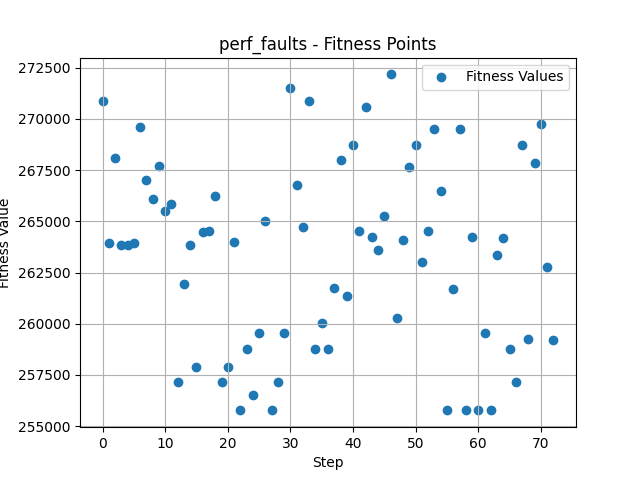 perf_faults - Fitness Points
Fitness Values
272500
270000
267500
265000
262500
260000
257500
255000
Fitness Value
0 10 20 30 40 50 60 70
Step